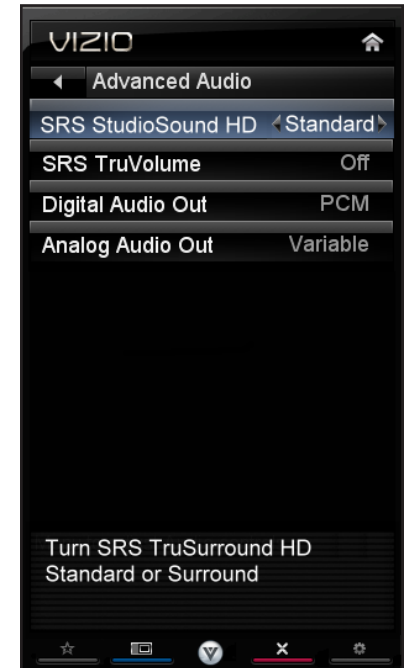 VIZIO
Advanced Audio
SRS StudioSound HD Standard
SRS TruVolume Off
Digital Audio Out PCM
Analog Audio Out Variable
Turn SRS TruSurround HD
Standard or Surround
V